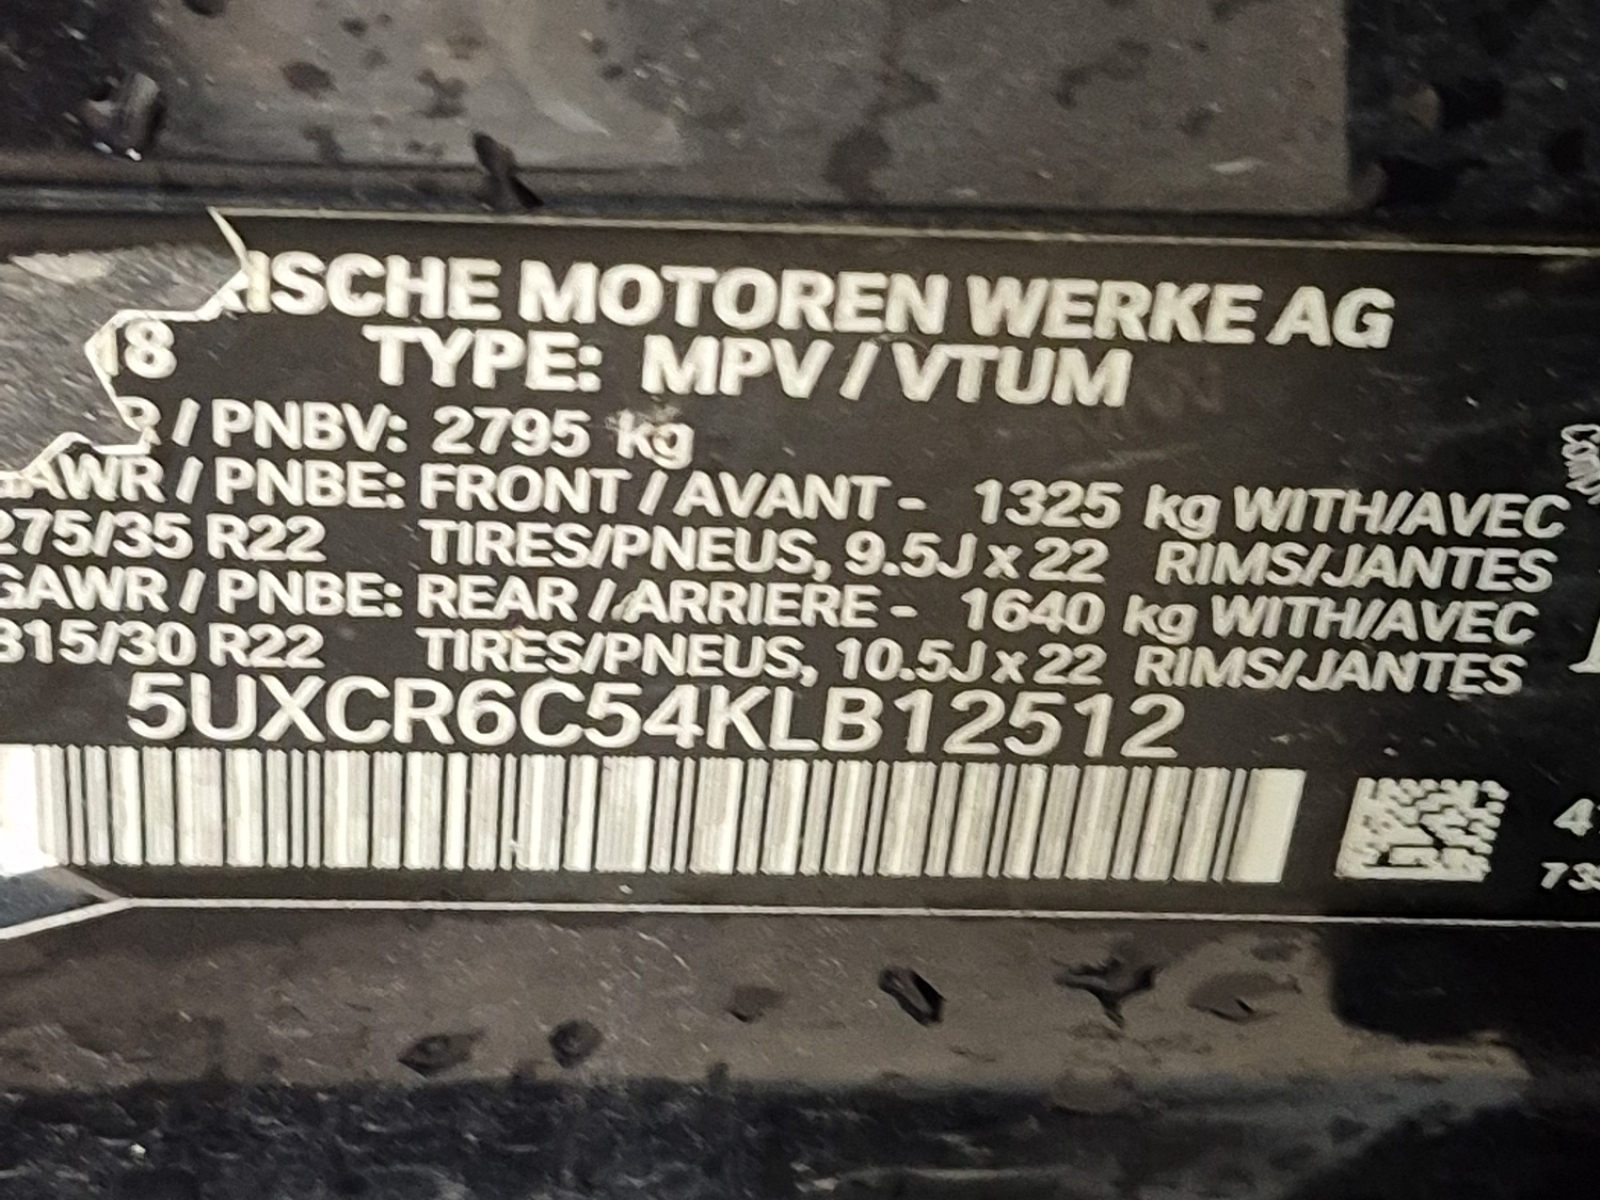 ISCHE MOTOREN WERKE AG
18
TYPE: MPV / VTUM
R / PNBV: 2795 kg
GAWR / PNBE: FRONT / AVANT - 1325 kg WITH/AVEC
275/35 R22 TIRES/PNEUS, 9.5J x 22 RIMS/JANTES
GAWR / PNBE: REAR / ARRIERE - 1640 kg WITH/AVEC
315/30 R22 TIRES/PNEUS, 10.5J x 22 RIMS/JANTES
5UXCR6C54KLB12512